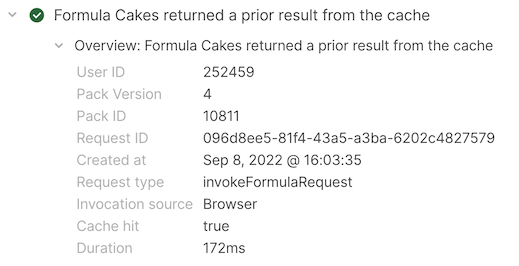 Formula Cakes returned a prior result from the cache
Overview: Formula Cakes returned a prior result from the cache
User ID 252459
Pack Version 4
Pack ID 10811
Request ID 096d8ee5-81f4-43a5-a3ba-6202c4827579
Created at Sep 8, 2022 @ 16:03:35
Request type invokeFormulaRequest
Invocation source Browser
Cache hit true
Duration 172ms